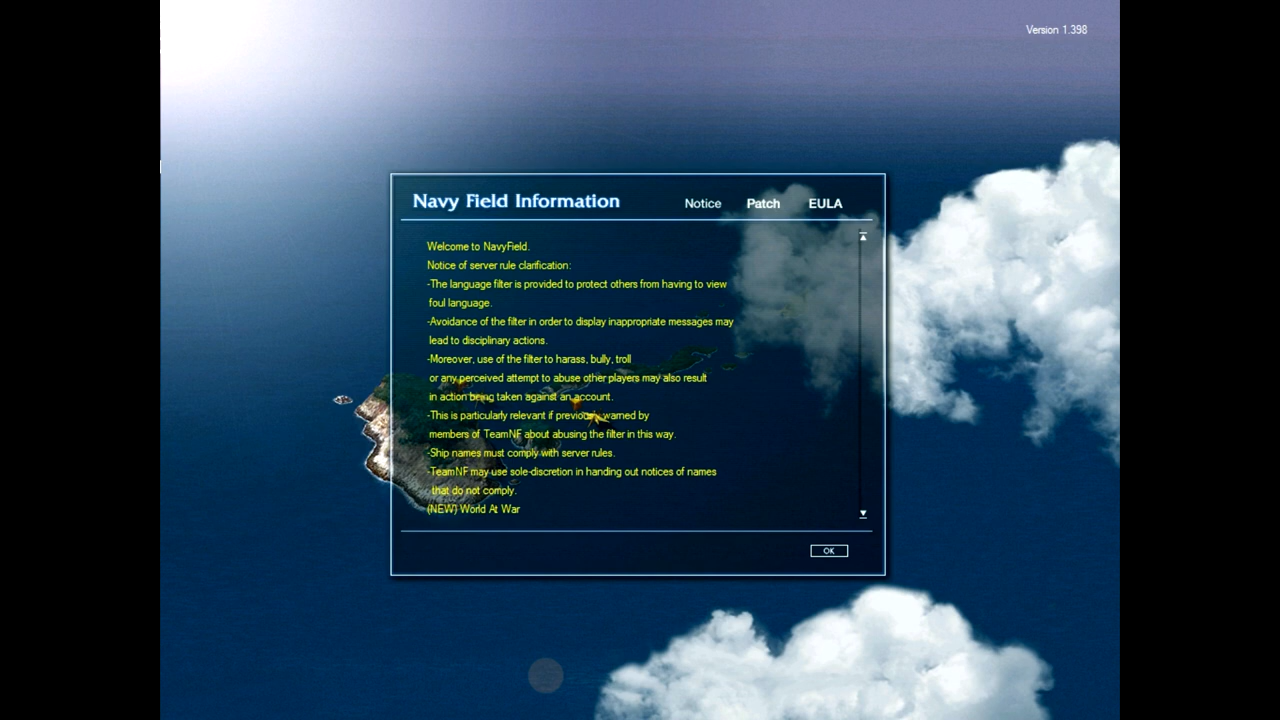 Version 1.398
Navy Field Information Notice Patch EULA
Welcome to NavyField.
Notice of server rule clarification:
-The language filter is provided to protect others from having to view
foul language.
-Avoidance of the filter in order to display inappropriate messages may
lead to disciplinary actions.
-Moreover, use of the filter to harass, bully, troll
or any perceived attempt to abuse other players may also result
in action being taken against an account.
-This is particularly relevant if previously warned by
members of TeamNF about abusing the filter in this way.
-Ship names must comply with server rules.
-TeamNF may use sole-discretion in handing out notices of names
that do not comply.
(NEW) World At War
OK